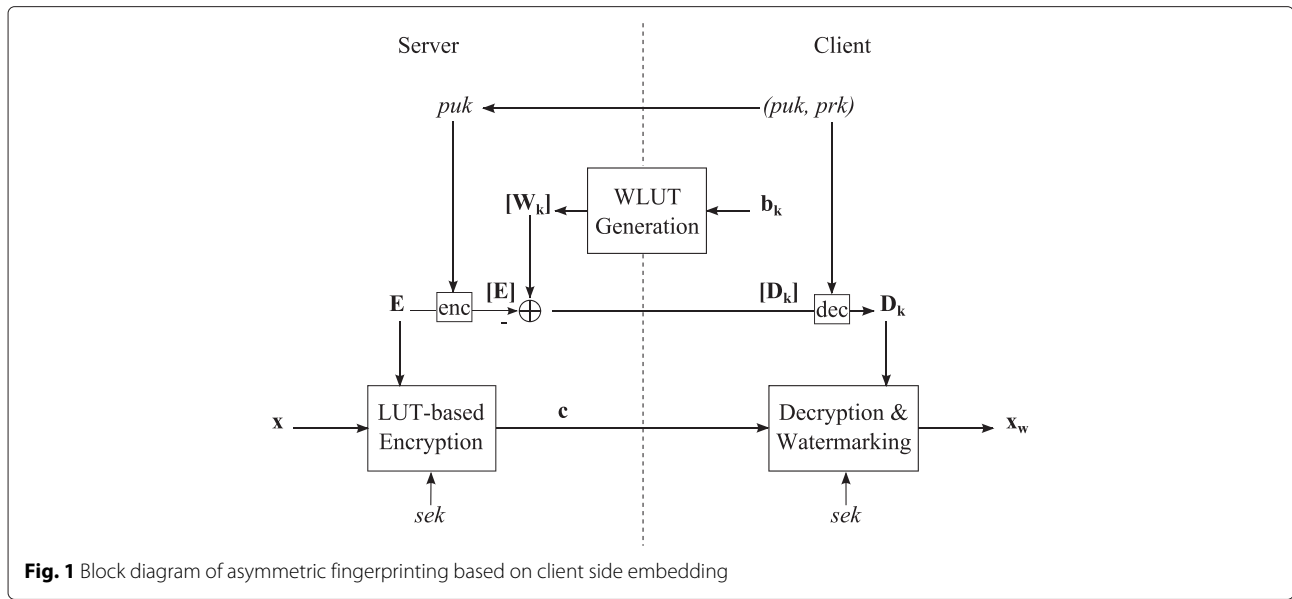 Server
Client
puk
(puk, prk)
[W_k]
WLUT
Generation
b_k
E
enc
[E]
-
[D_k]
dec
D_k
x
LUT-based
Encryption
c
Decryption &
Watermarking
x_w
sek
sek
Fig. 1 Block diagram of asymmetric fingerprinting based on client side embedding